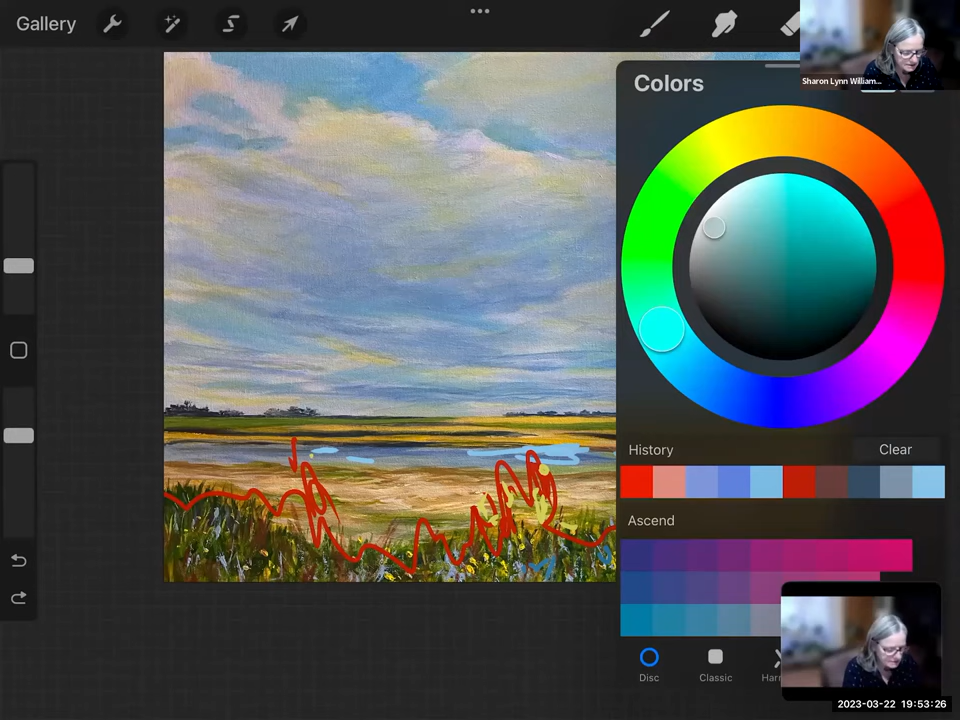 Gallery
Sharon Lynn William...
Colors
History
Clear
Ascend
Disc
Classic
2023-03-22 19:53:26